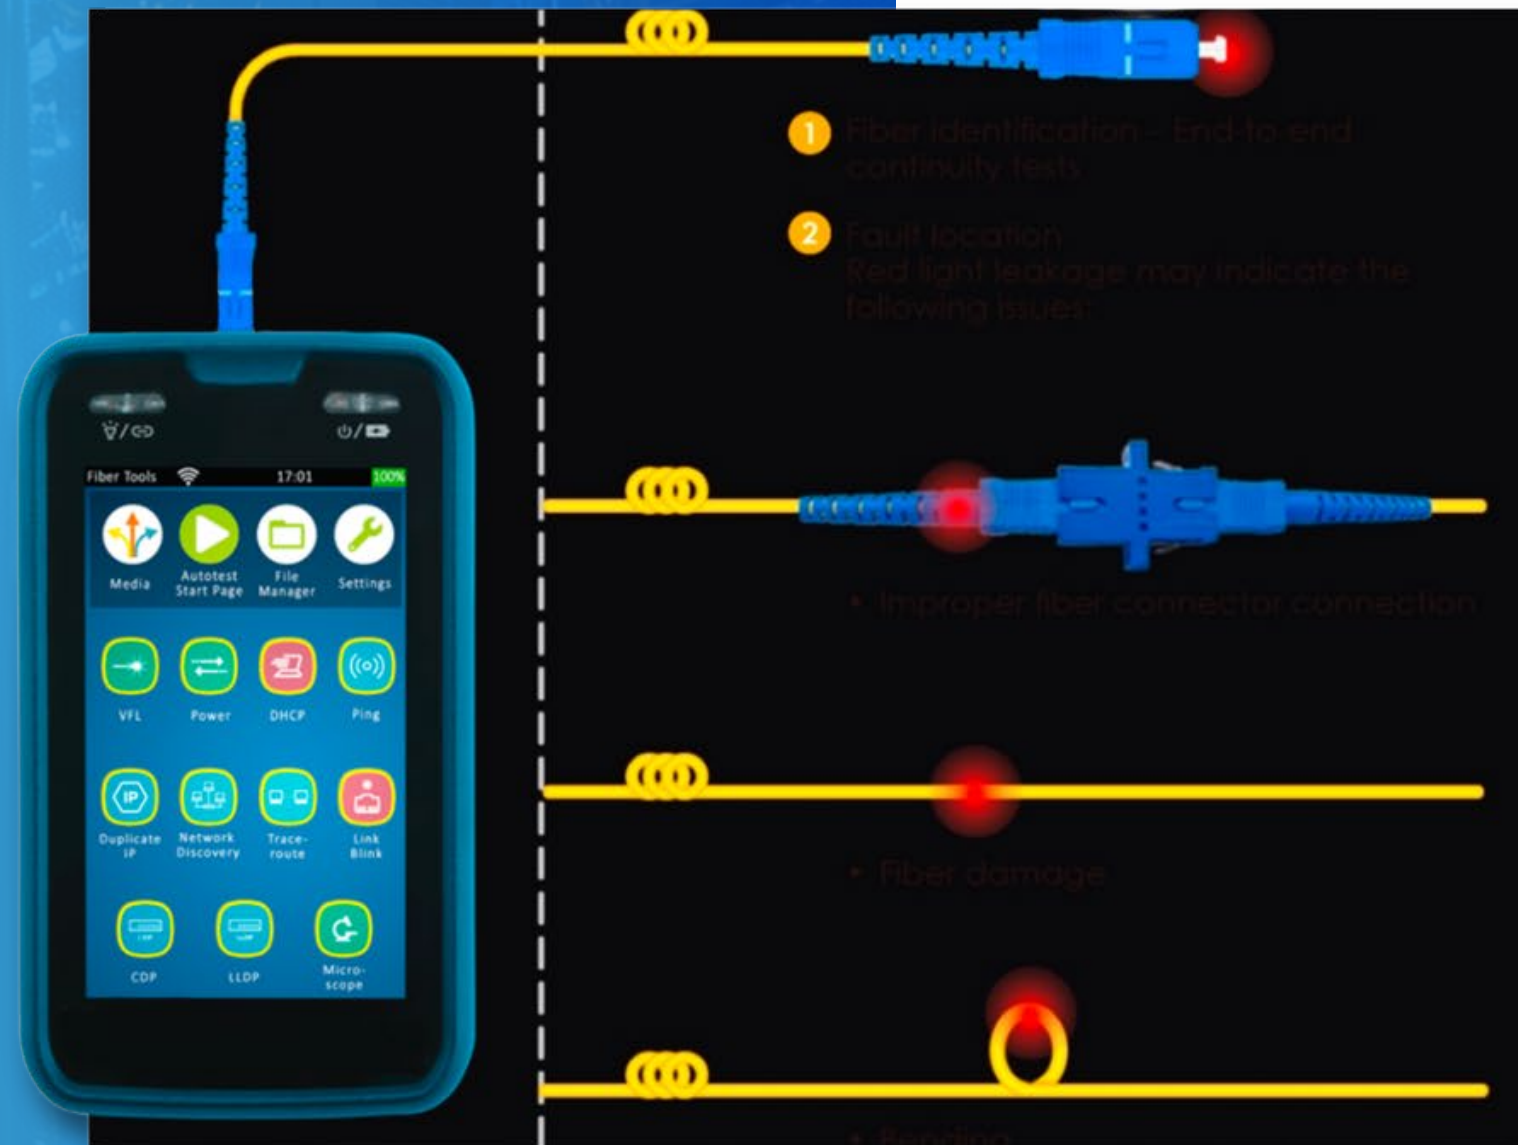 1 Fiber identification - End-to-end
continuity tests
2 Fault location
Red light leakage may indicate the
following issues:
Fiber Tools 17:01 100%
Media
Autotest
Start Page
File
Manager
Settings
VFL
Power
DHCP
Ping
IP
Duplicate
IP
Network
Discovery
Trace-
route
Link
Blink
CDP
LLDP
Micro-
scope
• Improper fiber connector connection
• Fiber damage
• Bending